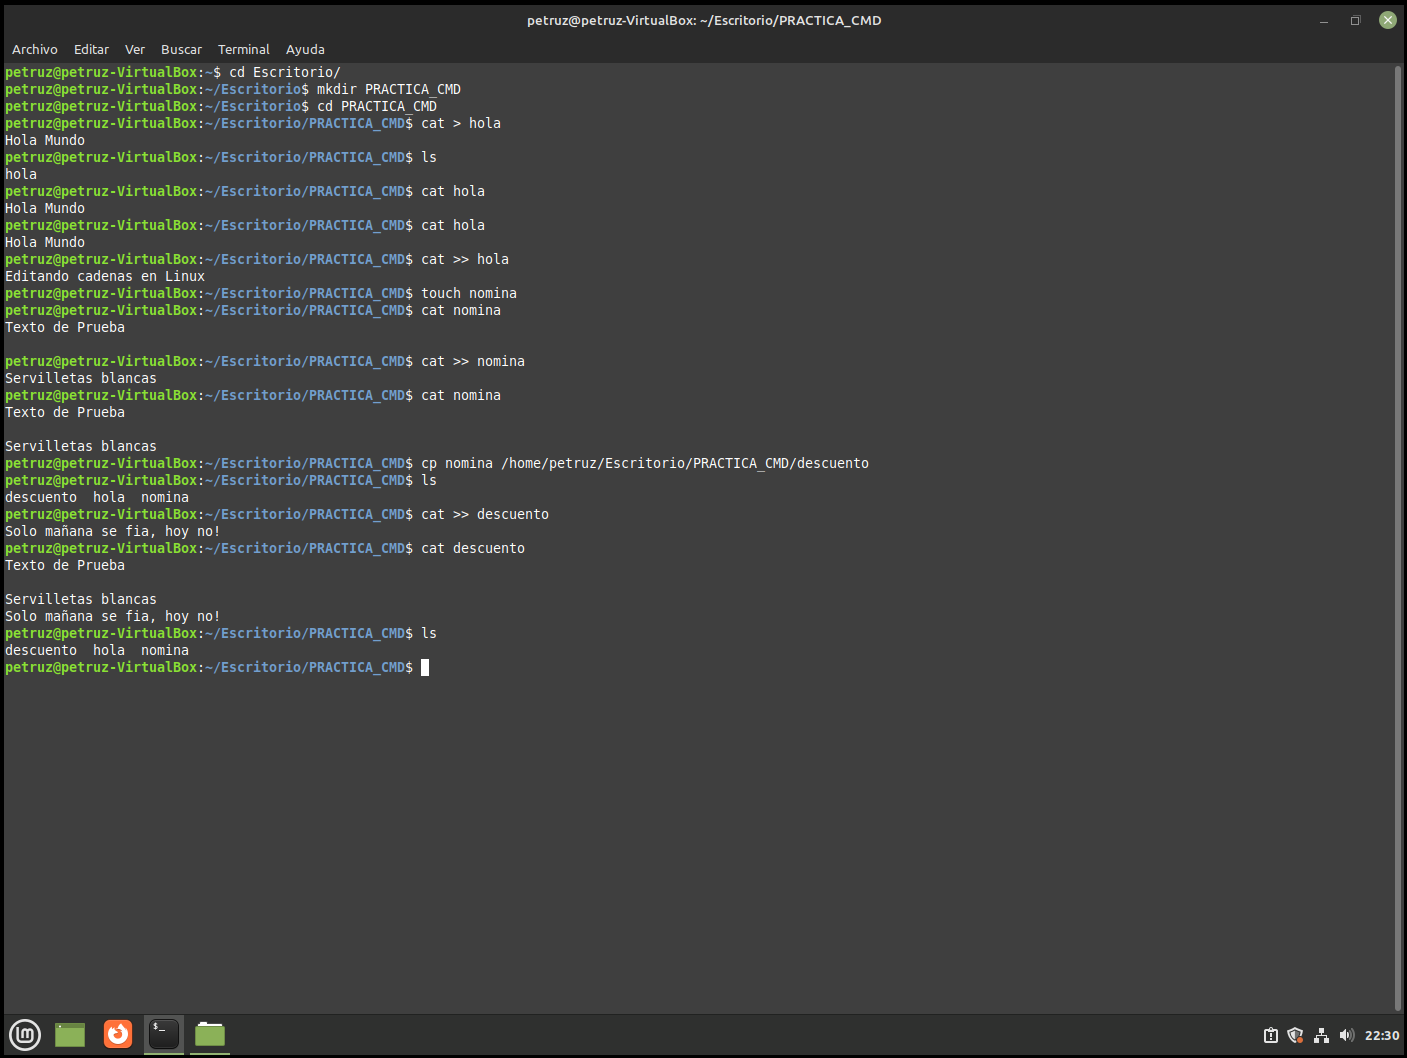 petruz@petruz-VirtualBox: ~/Escritorio/PRACTICA_CMD
Archivo Editar Ver Buscar Terminal Ayuda
petruz@petruz-VirtualBox:~$ cd Escritorio/
petruz@petruz-VirtualBox:~/Escritorio$ mkdir PRACTICA_CMD
petruz@petruz-VirtualBox:~/Escritorio$ cd PRACTICA_CMD
petruz@petruz-VirtualBox:~/Escritorio/PRACTICA_CMD$ cat > hola
Hola Mundo
petruz@petruz-VirtualBox:~/Escritorio/PRACTICA_CMD$ ls
hola
petruz@petruz-VirtualBox:~/Escritorio/PRACTICA_CMD$ cat hola
Hola Mundo
petruz@petruz-VirtualBox:~/Escritorio/PRACTICA_CMD$ cat hola
Hola Mundo
petruz@petruz-VirtualBox:~/Escritorio/PRACTICA_CMD$ cat >> hola
Editando cadenas en Linux
petruz@petruz-VirtualBox:~/Escritorio/PRACTICA_CMD$ touch nomina
petruz@petruz-VirtualBox:~/Escritorio/PRACTICA_CMD$ cat nomina
Texto de Prueba
petruz@petruz-VirtualBox:~/Escritorio/PRACTICA_CMD$ cat >> nomina
Servilletas blancas
petruz@petruz-VirtualBox:~/Escritorio/PRACTICA_CMD$ cat nomina
Texto de Prueba
Servilletas blancas
petruz@petruz-VirtualBox:~/Escritorio/PRACTICA_CMD$ cp nomina /home/petruz/Escritorio/PRACTICA_CMD/descuento
petruz@petruz-VirtualBox:~/Escritorio/PRACTICA_CMD$ ls
descuento  hola  nomina
petruz@petruz-VirtualBox:~/Escritorio/PRACTICA_CMD$ cat >> descuento
Solo mañana se fia, hoy no!
petruz@petruz-VirtualBox:~/Escritorio/PRACTICA_CMD$ cat descuento
Texto de Prueba
Servilletas blancas
Solo mañana se fia, hoy no!
petruz@petruz-VirtualBox:~/Escritorio/PRACTICA_CMD$ ls
descuento  hola  nomina
petruz@petruz-VirtualBox:~/Escritorio/PRACTICA_CMD$
22:30